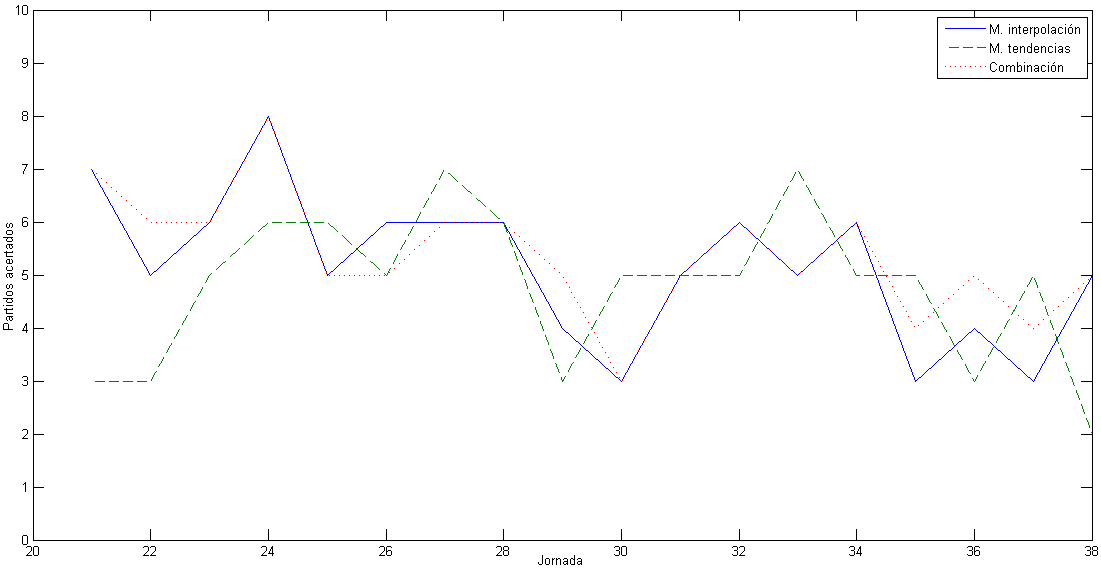 10
9
8
7
6
5
4
3
2
1
0
Partidos acertados
20 22 24 26 28 30 32 34 36 38
Jornada
M. interpolación
M. tendencias
Combinación